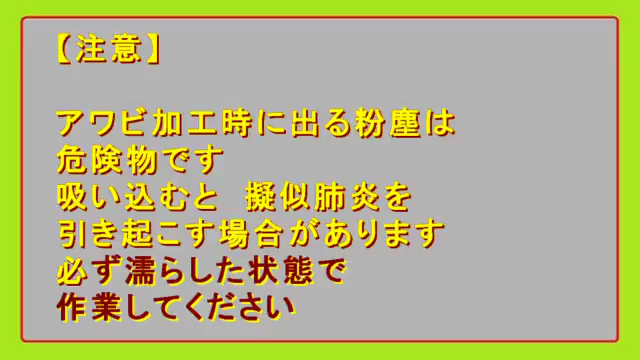 【注意】
アワビ加工時に出る粉塵は
危険物です
吸い込むと　擬似肺炎を
引き起こす場合があります
必ず濡らした状態で
作業してください